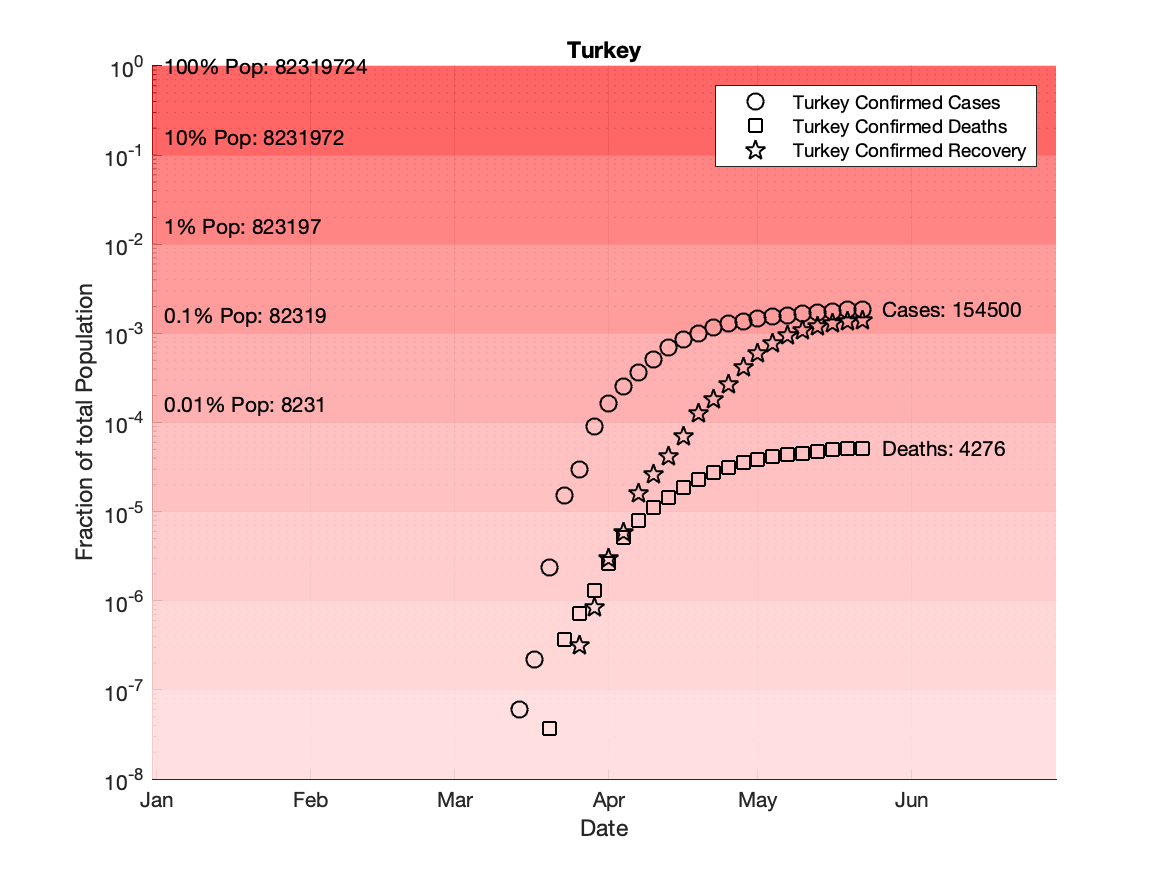 Turkey
10^0
100% Pop: 82319724
Turkey Confirmed Cases
Turkey Confirmed Deaths
Turkey Confirmed Recovery
10% Pop: 8231972
10^-1
1% Pop: 823197
10^-2
0.1% Pop: 82319
Cases: 154500
10^-3
0.01% Pop: 8231
10^-4
Deaths: 4276
10^-5
10^-6
10^-7
10^-8
Fraction of total Population
Jan Feb Mar Apr May Jun
Date